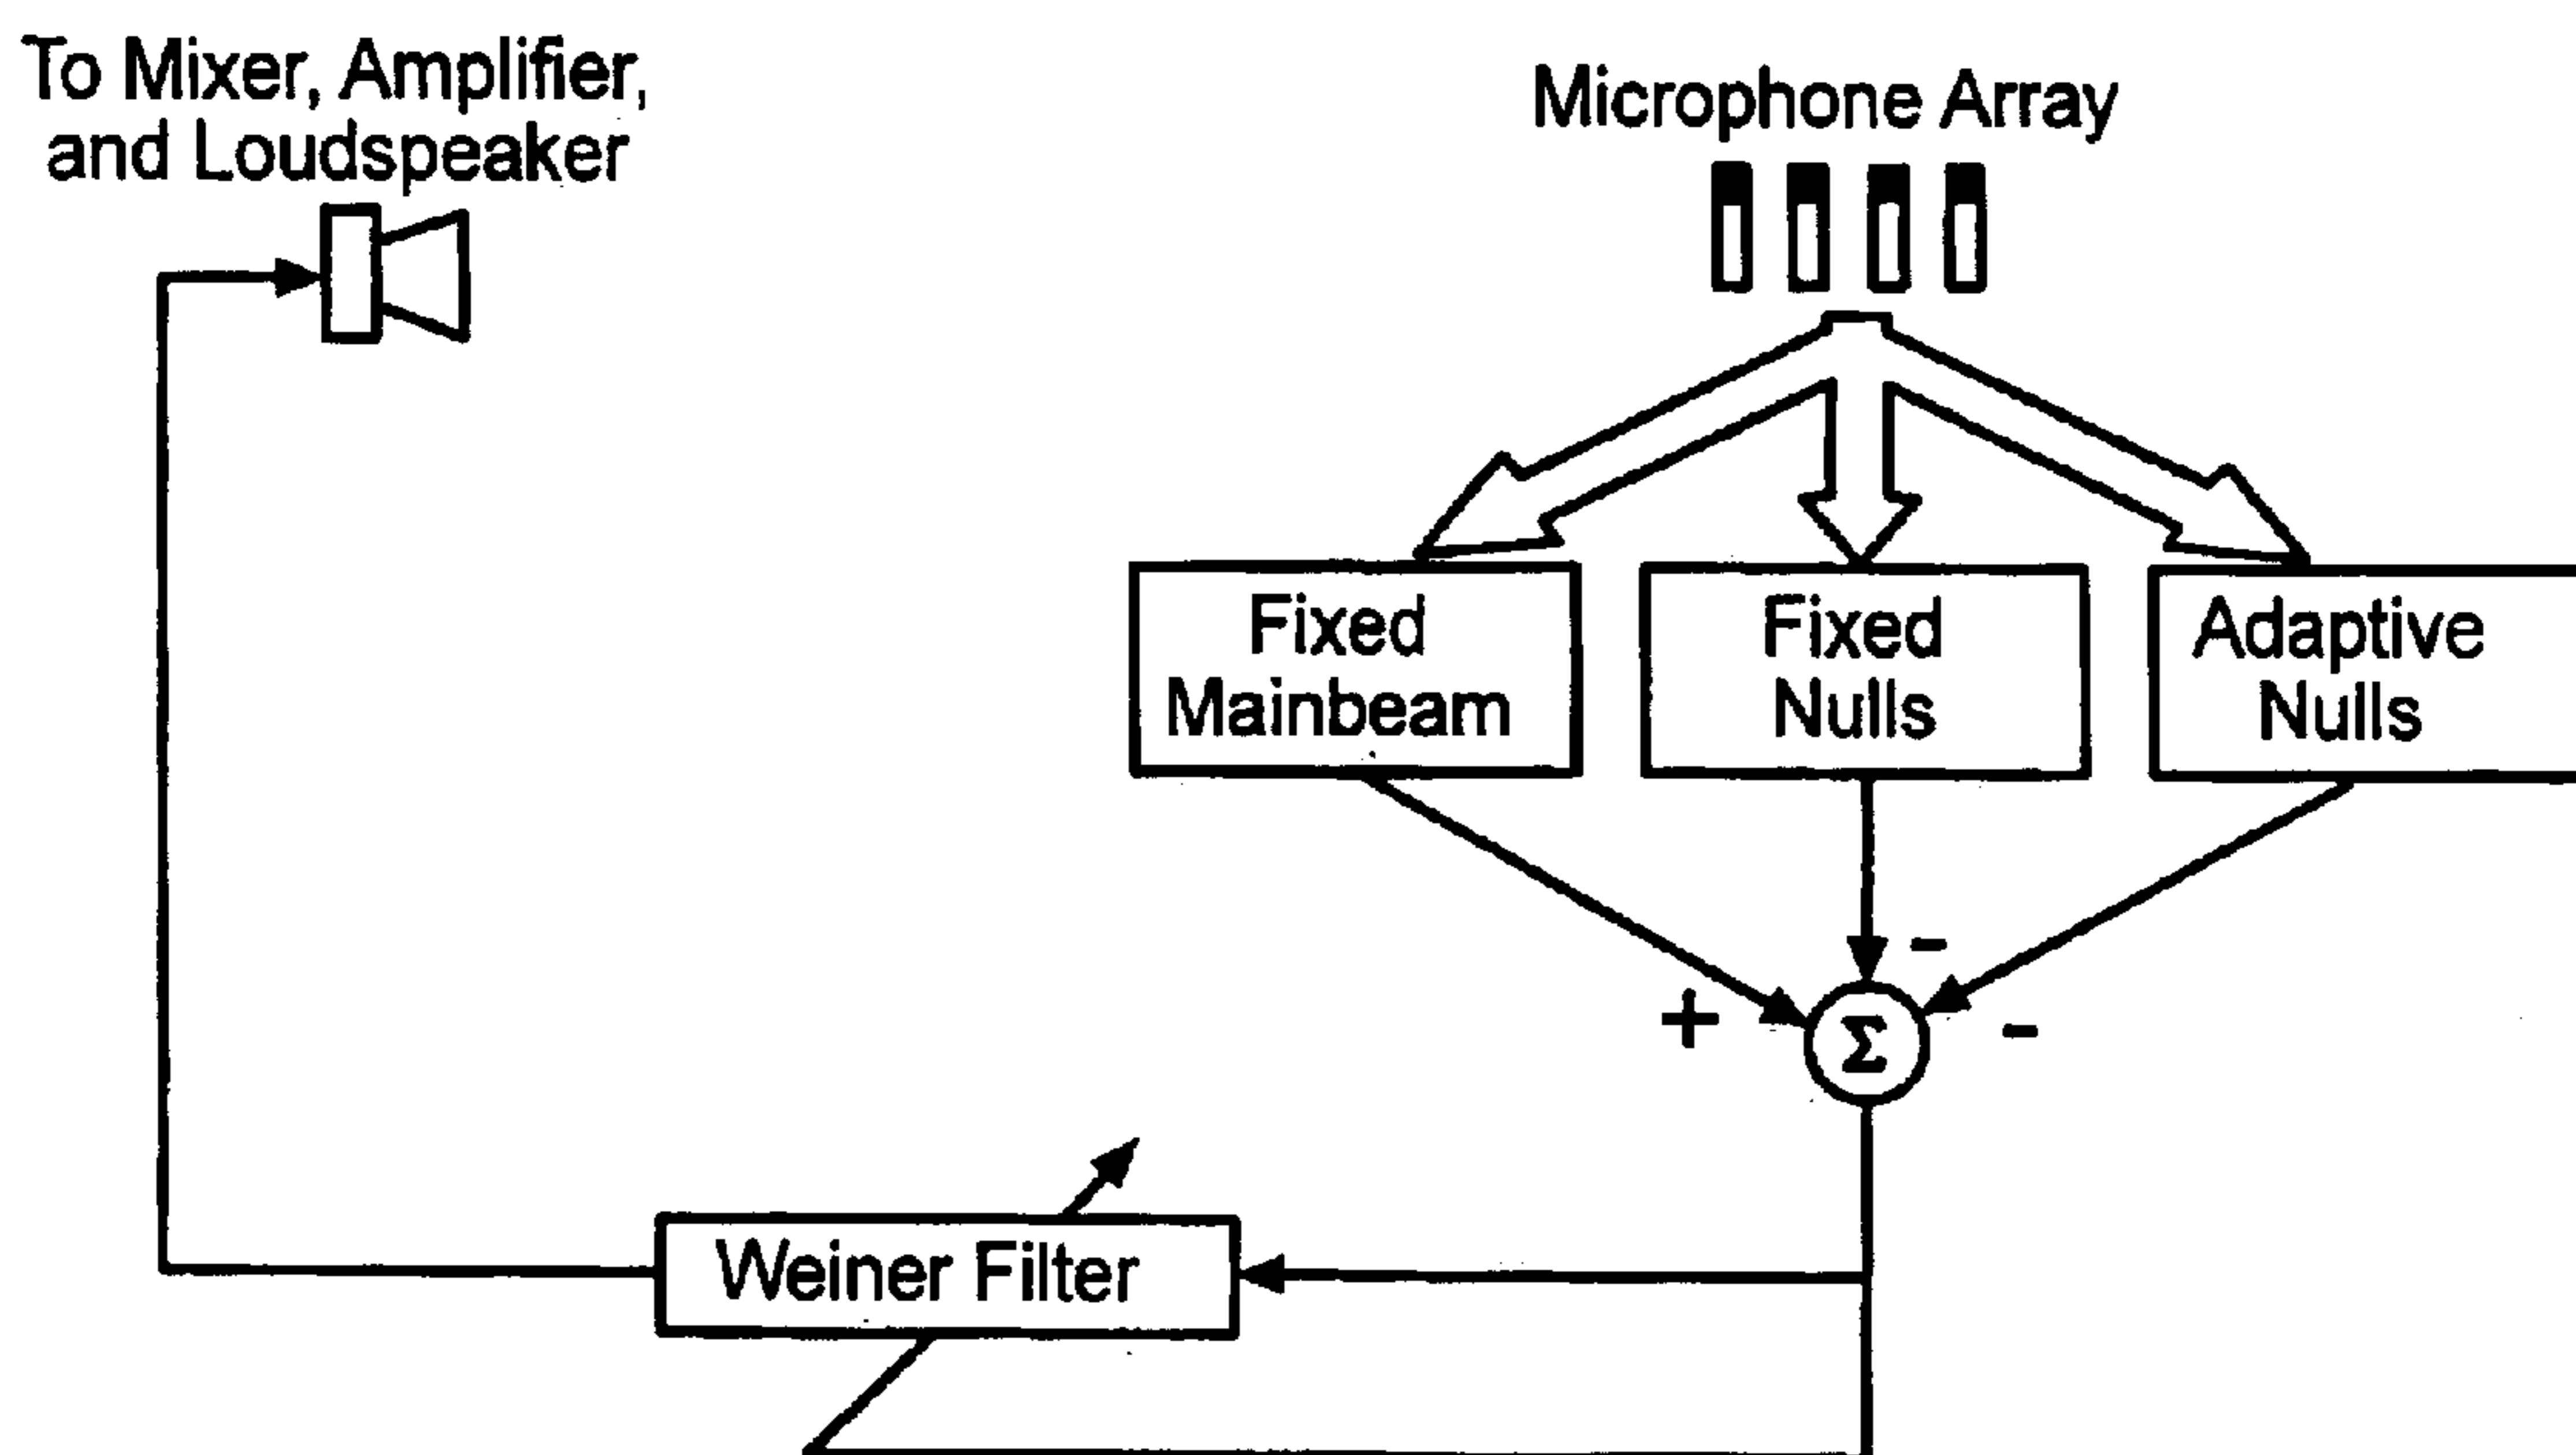 To Mixer, Amplifier,
and Loudspeaker
Microphone Array
Fixed
Mainbeam
Fixed
Nulls
Adaptive
Nulls
+
-
-
Σ
Weiner Filter